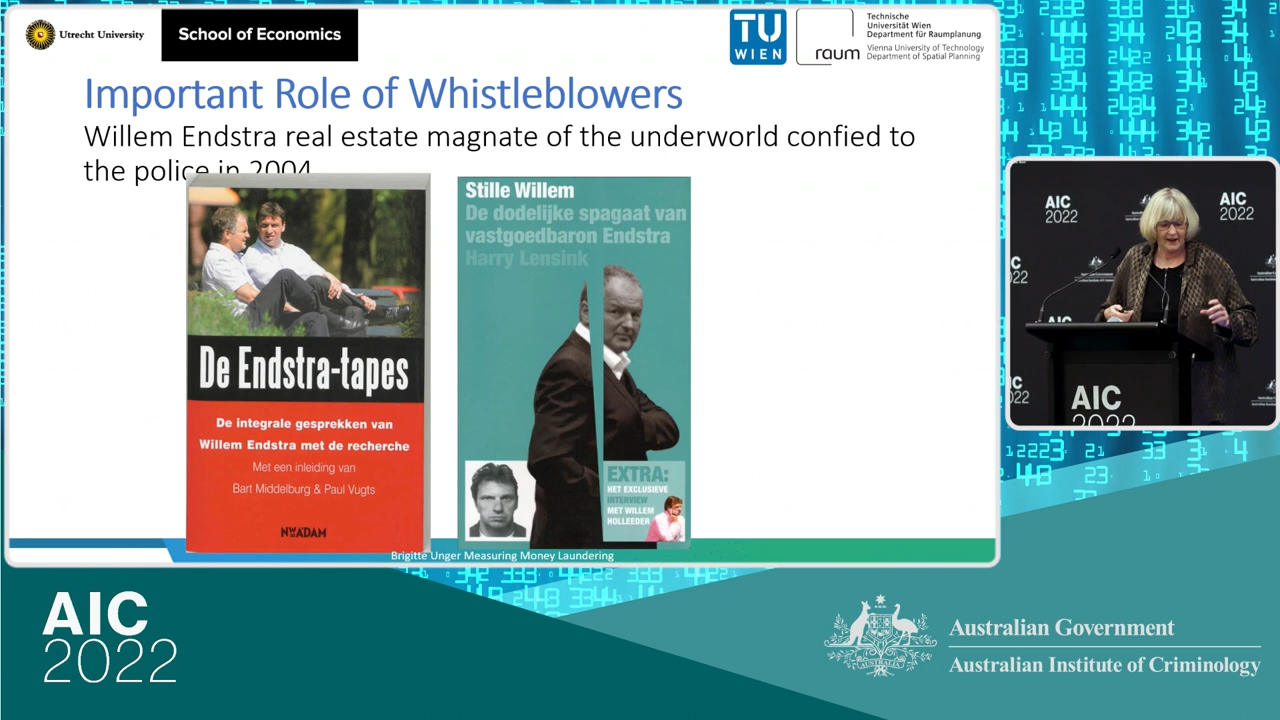 Utrecht University
School of Economics
TU
WIEN
raum
Technische
Universität Wien
Department für Raumplanung
Vienna University of Technology
Department of Spatial Planning
Important Role of Whistleblowers
Willem Endstra real estate magnate of the underworld confied to
the police in 2004
De Endstra-tapes
De integrale gesprekken van
Willem Endstra met de recherche
Met een inleiding van
Bart Middelburg & Paul Vugts
Stille Willem
De dodelijke spagaat van
vastgoedbaron Endstra
Harry Lensink
EXTRA:
HET EXCLUSIEVE
INTERVIEW
MET WILLEM
HOLLEEDER
Brigitte Unger Measuring Money Laundering
AIC
2022
AIC
2022
AIC
2022
AIC
2022
Australian Government
Australian Institute of Criminology